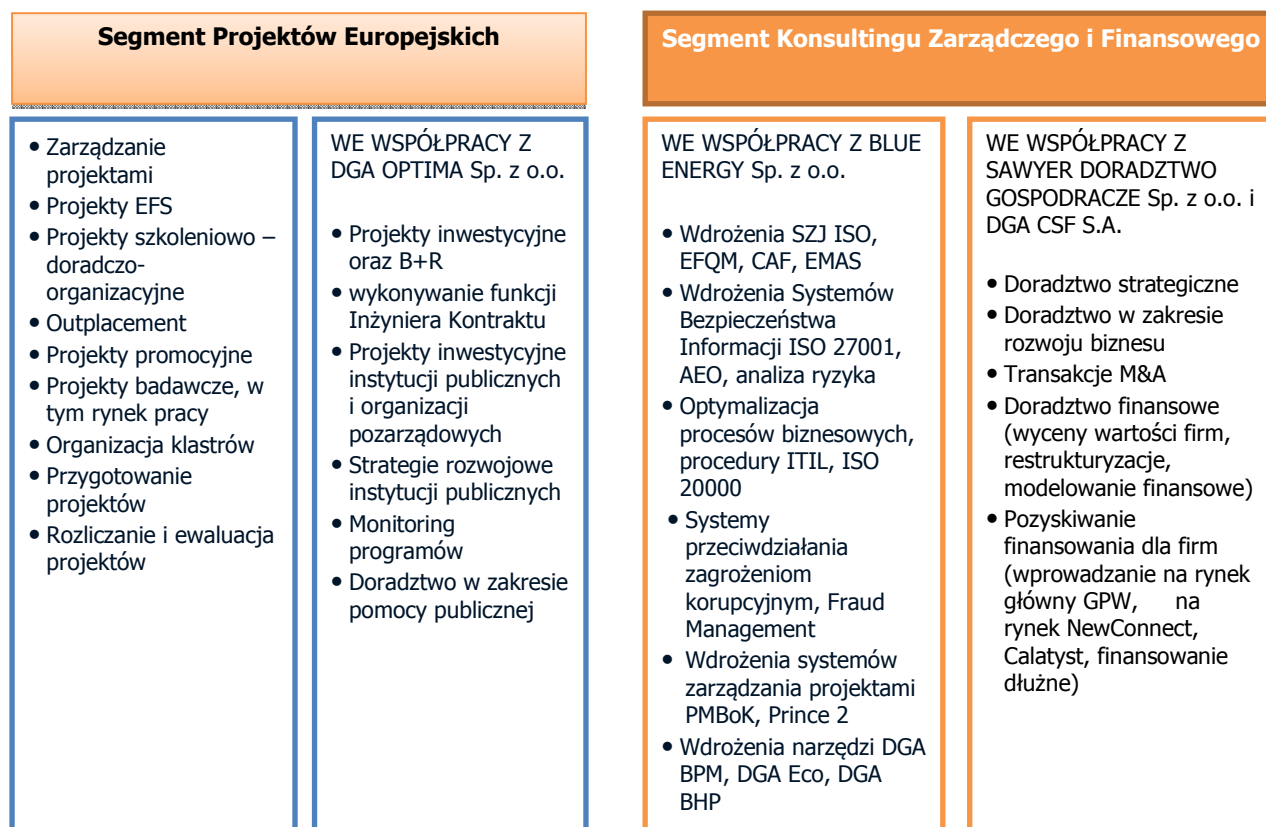 Segment Projektów Europejskich
• Zarządzanie
projektami
• Projekty EFS
• Projekty szkoleniowo –
doradczo-
organizacyjne
• Outplacement
• Projekty promocyjne
• Projekty badawcze, w
tym rynek pracy
• Organizacja klastrów
• Przygotowanie
projektów
• Rozliczanie i ewaluacja
projektów
WE WSPÓŁPRACY Z
DGA OPTIMA Sp. z o.o.
• Projekty inwestycyjne
oraz B+R
• wykonywanie funkcji
Inżyniera Kontraktu
• Projekty inwestycyjne
instytucji publicznych
i organizacji
pozarządowych
• Strategie rozwojowe
instytucji publicznych
• Monitoring
programów
• Doradztwo w zakresie
pomocy publicznej
Segment Konsultingu Zarządczego i Finansowego
WE WSPÓŁPRACY Z BLUE
ENERGY Sp. z o.o.
• Wdrożenia SZJ ISO,
EFQM, CAF, EMAS
• Wdrożenia Systemów
Bezpieczeństwa
Informacji ISO 27001,
AEO, analiza ryzyka
• Optymalizacja
procesów biznesowych,
procedury ITIL, ISO
20000
• Systemy
przeciwdziałania
zagrożeniom
korupcyjnym, Fraud
Management
• Wdrożenia systemów
zarządzania projektami
PMBoK, Prince 2
• Wdrożenia narzędzi DGA
BPM, DGA Eco, DGA
BHP
WE WSPÓŁPRACY Z
SAWYER DORADZTWO
GOSPODRACZE Sp. z o.o. i
DGA CSF S.A.
• Doradztwo strategiczne
• Doradztwo w zakresie
rozwoju biznesu
• Transakcje M&A
• Doradztwo finansowe
(wyceny wartości firm,
restrukturyzacje,
modelowanie finansowe)
• Pozyskiwanie
finansowania dla firm
(wprowadzanie na rynek
główny GPW, na
rynek NewConnect,
Calatyst, finansowanie
dłużne)